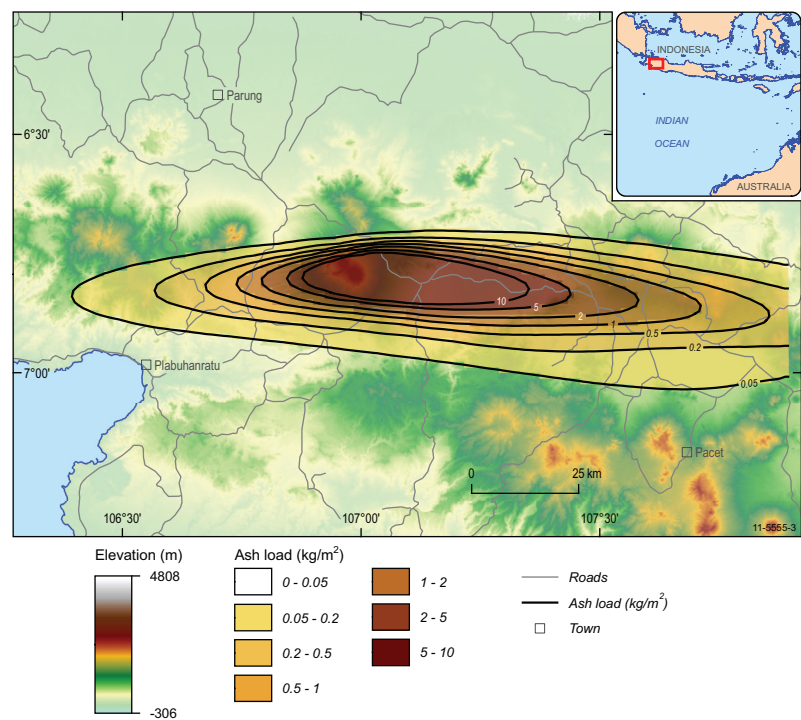 INDONESIA
INDIAN
OCEAN
AUSTRALIA
Parung
6°30'
10
5
2
1
0.5
0.2
0.05
7°00'
Plabuhanratu
Pacet
0 25 km
106°30' 107°00' 107°30'
11-5555-3
Elevation (m)
4808
-306
Ash load (kg/m²)
0 - 0.05
0.05 - 0.2
0.2 - 0.5
0.5 - 1
1 - 2
2 - 5
5 - 10
Roads
Ash load (kg/m²)
Town